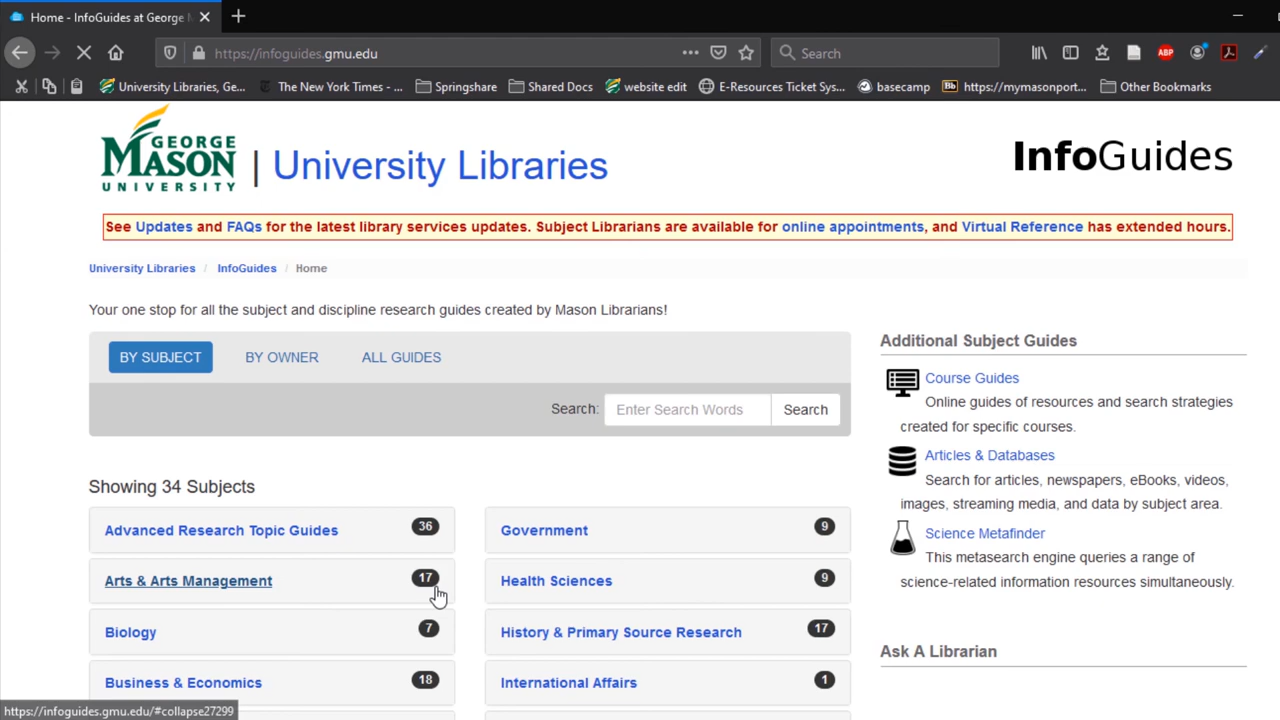 Home - InfoGuides at George M
https://infoguides.gmu.edu
Search
University Libraries, Ge...
The New York Times - ...
Springshare
Shared Docs
website edit
E-Resources Ticket Sy...
basecamp
Bb
https://mymasonport...
Other Bookmarks
ABP
GEORGE
MASON
UNIVERSITY
| University Libraries
InfoGuides
See Updates and FAQs for the latest library services updates. Subject Librarians are available for online appointments, and Virtual Reference has extended hours.
University Libraries / InfoGuides / Home
Your one stop for all the subject and discipline research guides created by Mason Librarians!
BY SUBJECT
BY OWNER
ALL GUIDES
Search:
Enter Search Words
Search
Showing 34 Subjects
Advanced Research Topic Guides 36
Government 9
Arts & Arts Management 17
Health Sciences 9
Biology 7
History & Primary Source Research 17
Business & Economics 18
International Affairs 1
Additional Subject Guides
Course Guides
Online guides of resources and search strategies
created for specific courses.
Articles & Databases
Search for articles, newspapers, eBooks, videos,
images, streaming media, and data by subject area.
Science Metafinder
This metasearch engine queries a range of
science-related information resources simultaneously.
Ask A Librarian
https://infoguides.gmu.edu/#collapse27299